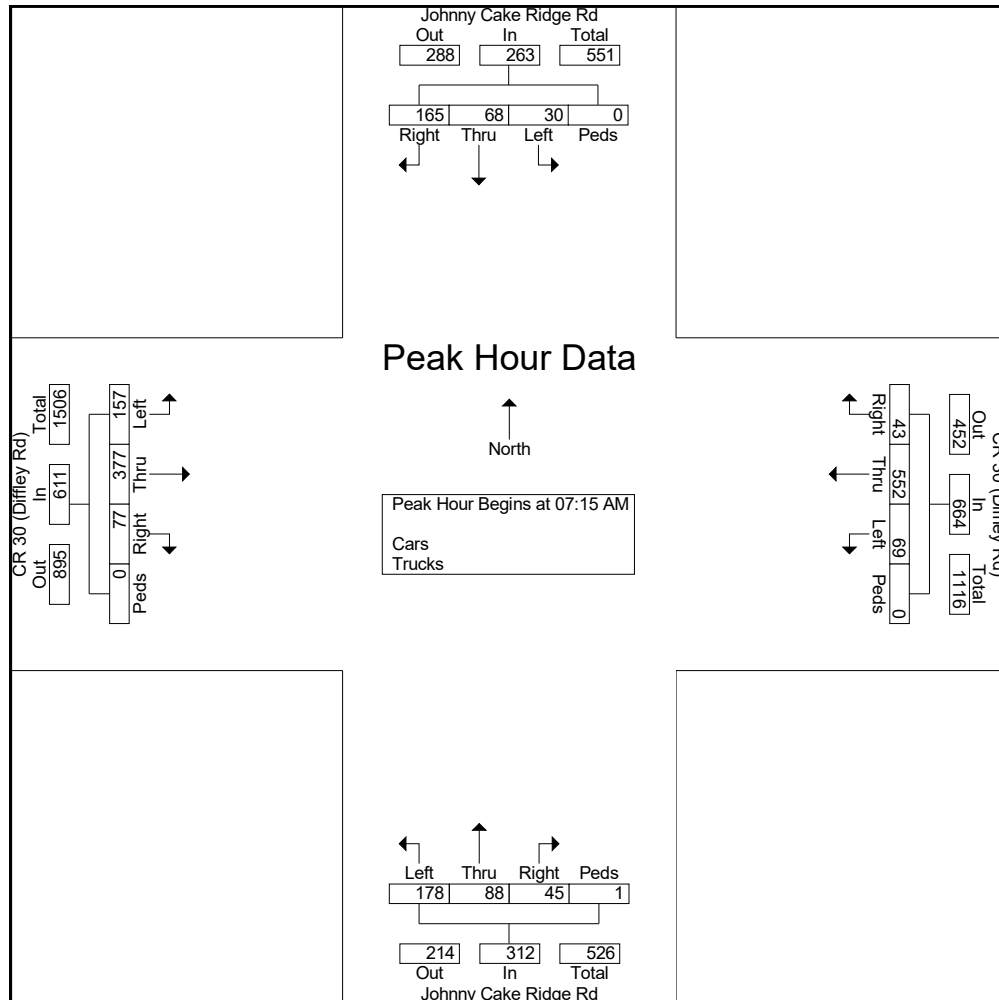 Johnny Cake Ridge Rd
Out In Total
288 263 551
165 68 30 0
Right Thru Left Peds
Peak Hour Data
North
Peak Hour Begins at 07:15 AM
Cars
Trucks
CR 30 (Diffley Rd)
Out In Total
895 611 1506
157 377 77 0
Left Thru Right Peds
CR 30 (Diffley Rd)
Out In Total
452 664 1116
43 552 69 0
Right Thru Left Peds
Left Thru Right Peds
178 88 45 1
214 312 526
Out In Total
Johnny Cake Ridge Rd